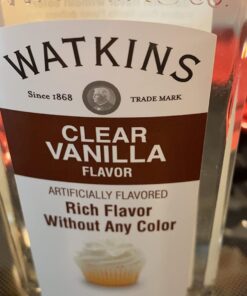 WATKINS
Since 1868 TRADE MARK
CLEAR
VANILLA
FLAVOR
ARTIFICIALLY FLAVORED
Rich Flavor
Without Any Color